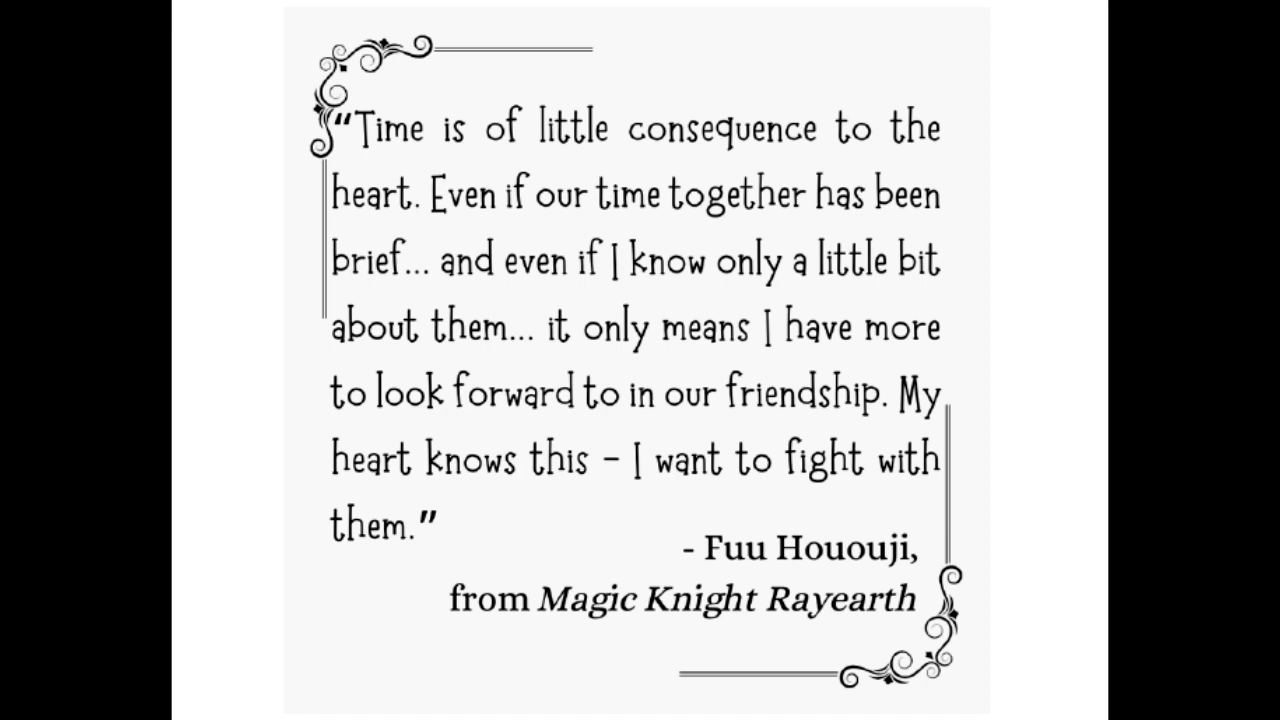 “Time is of little consequence to the
heart. Even if our time together has been
brief... and even if I know only a little bit
about them... it only means I have more
to look forward to in our friendship. My
heart knows this - I want to fight with
them.”
- Fuu Hououji,
from Magic Knight Rayearth